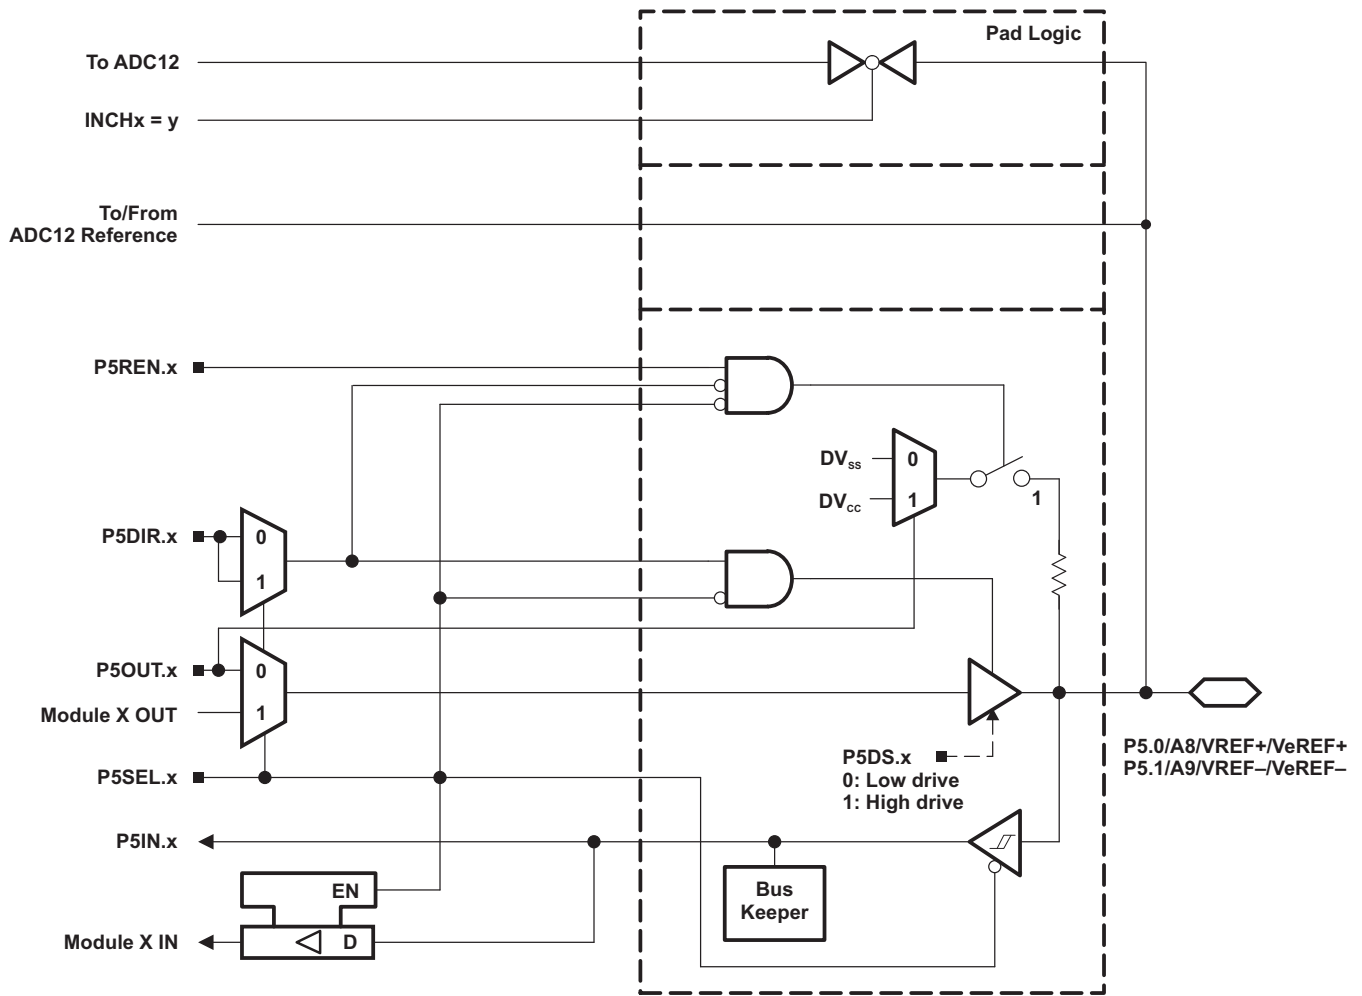 Pad Logic
To ADC12
INCHx = y
To/From
ADC12 Reference
P5REN.x
DVSS
0
DVCC
1
1
P5DIR.x
0
1
P5OUT.x
0
Module X OUT
1
P5DS.x
0: Low drive
1: High drive
P5.0/A8/VREF+/VeREF+
P5.1/A9/VREF–/VeREF–
P5SEL.x
P5IN.x
EN
Bus
Keeper
Module X IN
D